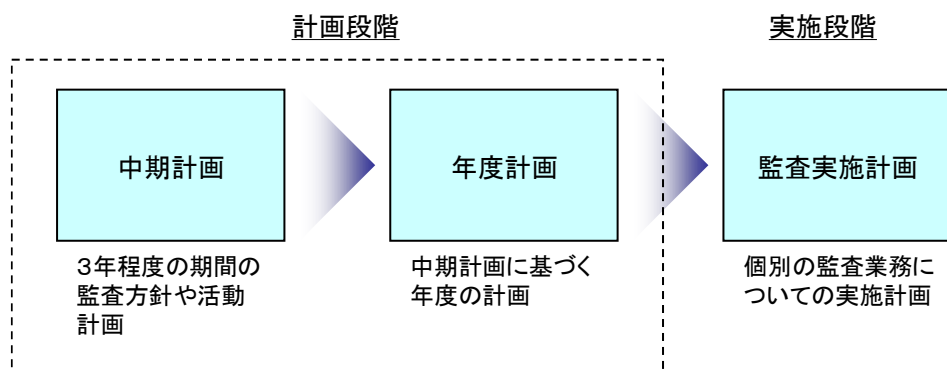 計画段階
実施段階
中期計画
年度計画
監査実施計画
3年程度の期間の
監査方針や活動
計画
中期計画に基づく
年度の計画
個別の監査業務に
ついての実施計画